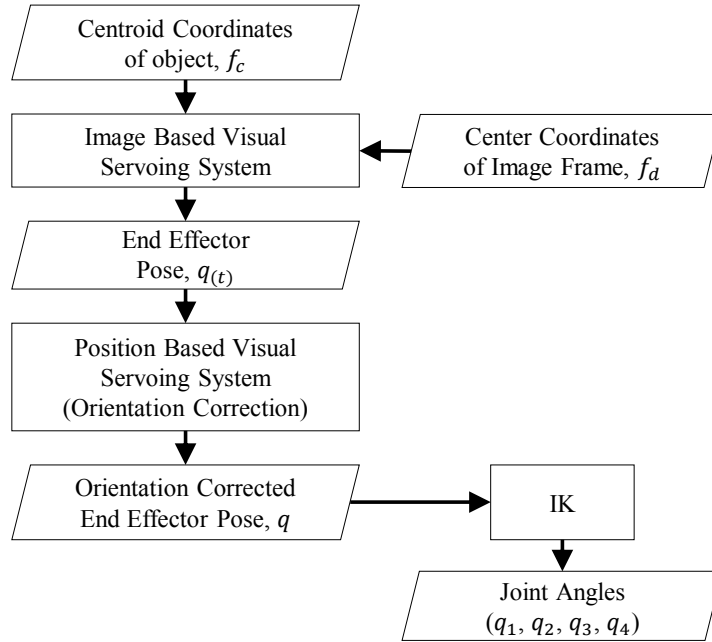 Centroid Coordinates
of object, f_c
Image Based Visual
Servoing System
Center Coordinates
of Image Frame, f_d
End Effector
Pose, q_(t)
Position Based Visual
Servoing System
(Orientation Correction)
Orientation Corrected
End Effector Pose, q
IK
Joint Angles
(q_1, q_2, q_3, q_4)